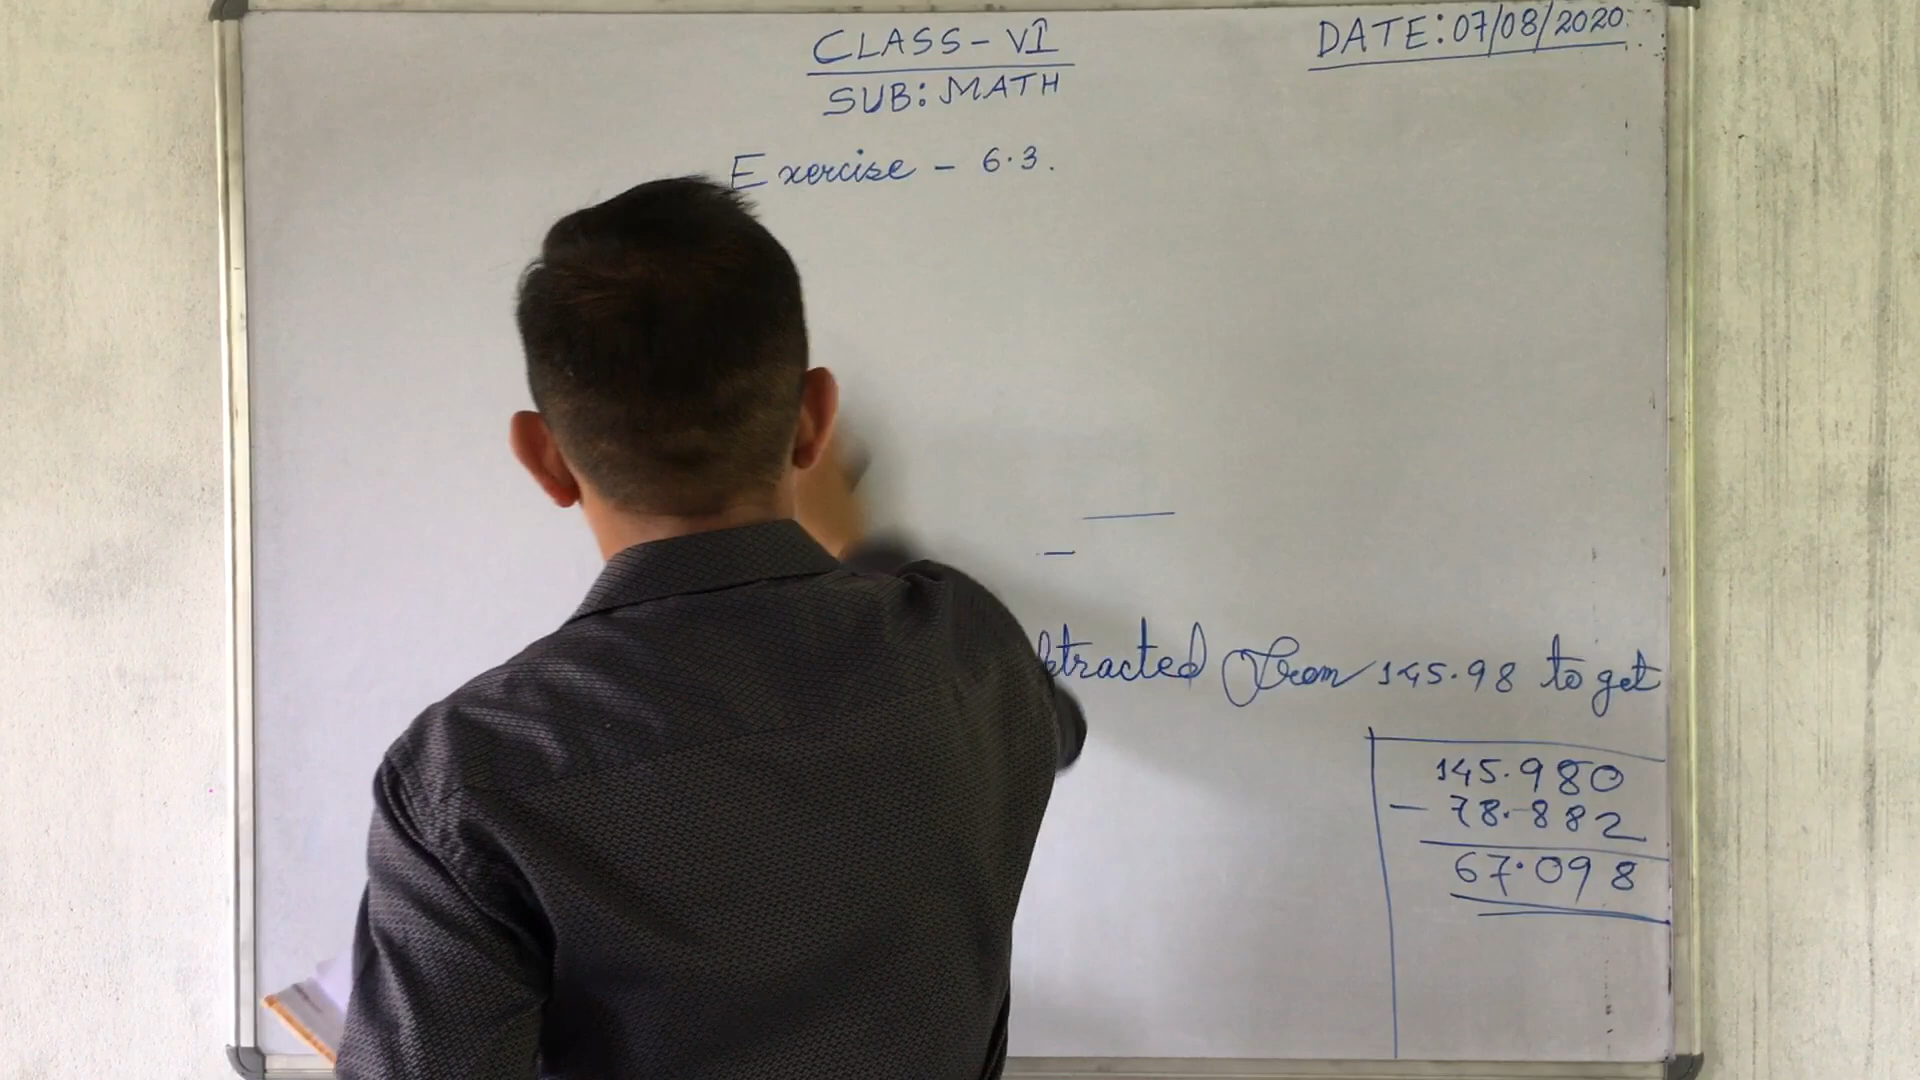 CLASS-VI
DATE: 07/08/2020
SUB: MATH
Exercise - 6.3.
from 145.98 to get
145.980
- 78.882
67.098